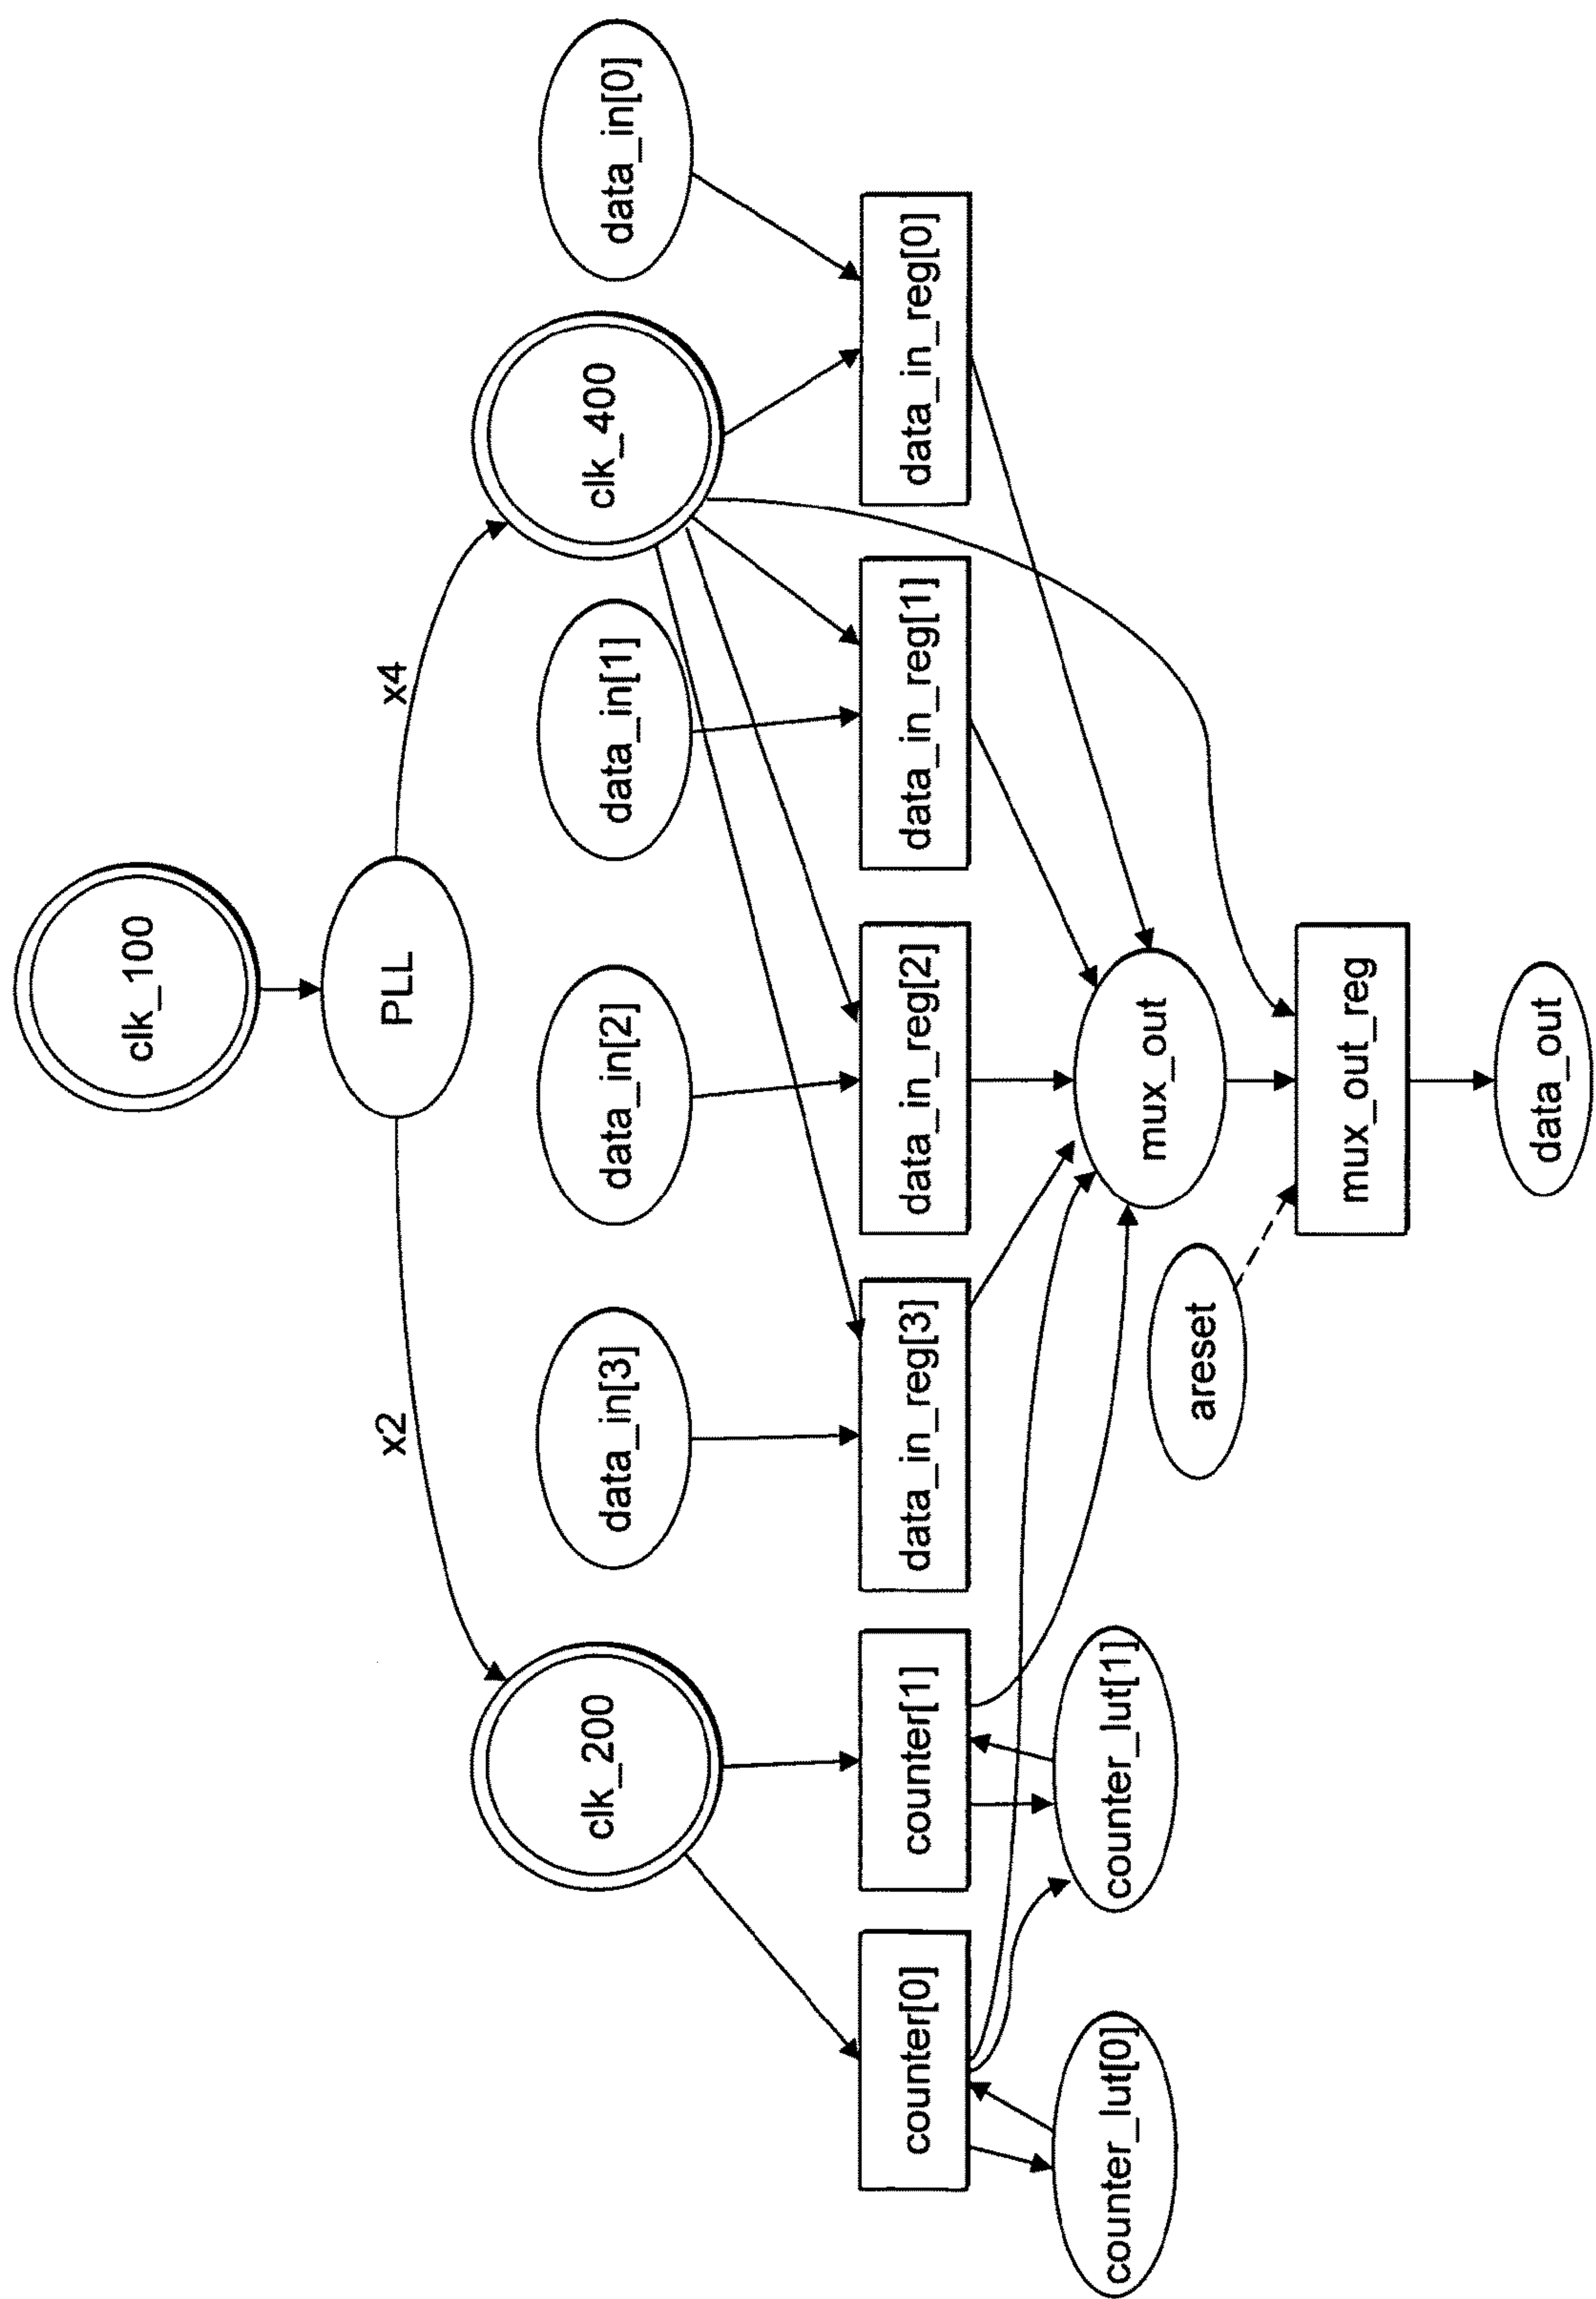 clk_100
PLL
x2
x4
clk_200
clk_400
data_in[3]
data_in[2]
data_in[1]
data_in[0]
counter[0]
counter[1]
data_in_reg[3]
data_in_reg[2]
data_in_reg[1]
data_in_reg[0]
counter_lut[0]
counter_lut[1]
mux_out
areset
mux_out_reg
data_out